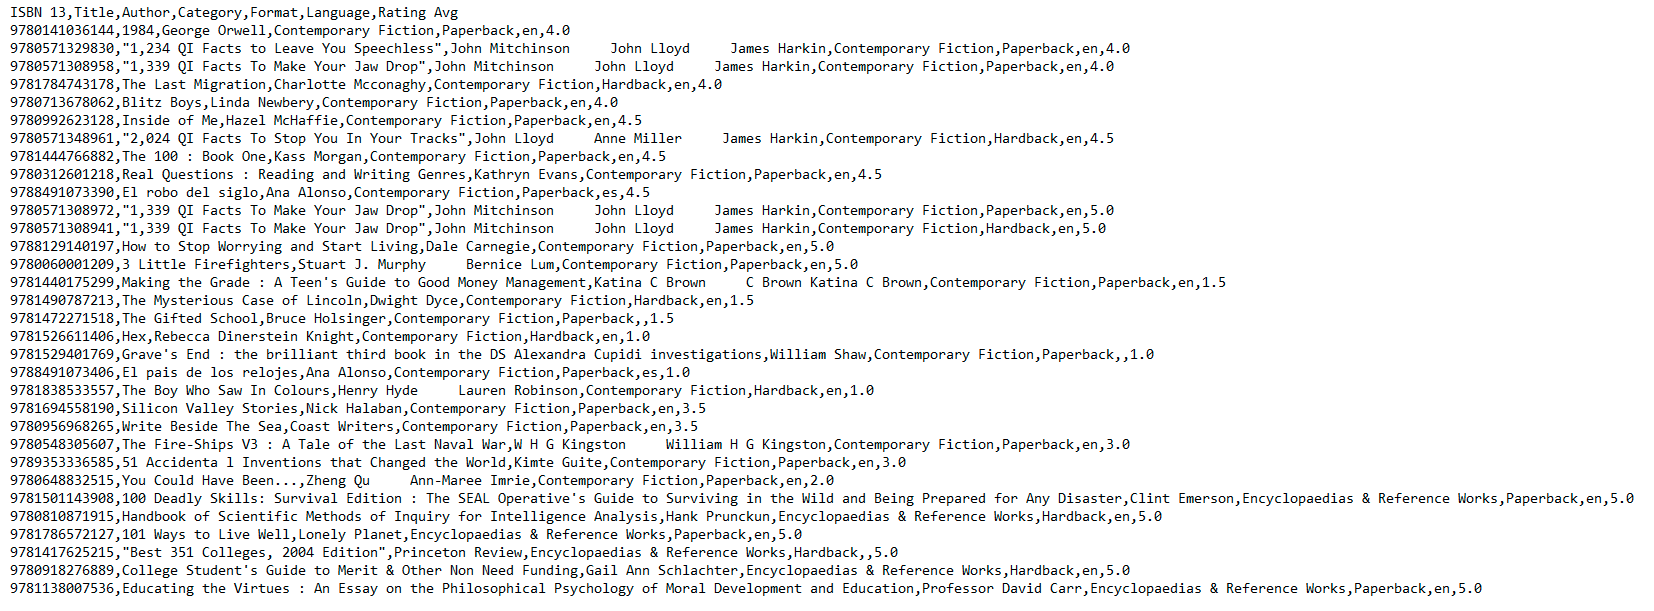 ISBN 13,Title,Author,Category,Format,Language,Rating Avg
9780141036144,1984,George Orwell,Contemporary Fiction,Paperback,en,4.0
9780571329830,"1,234 QI Facts to Leave You Speechless",John Mitchinson     John Lloyd     James Harkin,Contemporary Fiction,Paperback,en,4.0
9780571308958,"1,339 QI Facts To Make Your Jaw Drop",John Mitchinson     John Lloyd     James Harkin,Contemporary Fiction,Paperback,en,4.0
9781784743178,The Last Migration,Charlotte Mcconaghy,Contemporary Fiction,Hardback,en,4.0
9780713678062,Blitz Boys,Linda Newbery,Contemporary Fiction,Paperback,en,4.0
9780992623128,Inside of Me,Hazel McHaffie,Contemporary Fiction,Paperback,en,4.5
9780571348961,"2,024 QI Facts To Stop You In Your Tracks",John Lloyd     Anne Miller     James Harkin,Contemporary Fiction,Hardback,en,4.5
9781444766882,The 100 : Book One,Kass Morgan,Contemporary Fiction,Paperback,en,4.5
9780312601218,Real Questions : Reading and Writing Genres,Kathryn Evans,Contemporary Fiction,Paperback,en,4.5
9788491073390,El robo del siglo,Ana Alonso,Contemporary Fiction,Paperback,es,4.5
9780571308972,"1,339 QI Facts To Make Your Jaw Drop",John Mitchinson     John Lloyd     James Harkin,Contemporary Fiction,Paperback,en,5.0
9780571308941,"1,339 QI Facts To Make Your Jaw Drop",John Mitchinson     John Lloyd     James Harkin,Contemporary Fiction,Hardback,en,5.0
9788129140197,How to Stop Worrying and Start Living,Dale Carnegie,Contemporary Fiction,Paperback,en,5.0
9780060001209,3 Little Firefighters,Stuart J. Murphy     Bernice Lum,Contemporary Fiction,Paperback,en,5.0
9781440175299,Making the Grade : A Teen's Guide to Good Money Management,Katina C Brown     C Brown Katina C Brown,Contemporary Fiction,Paperback,en,1.5
9781490787213,The Mysterious Case of Lincoln,Dwight Dyce,Contemporary Fiction,Hardback,en,1.5
9781472271518,The Gifted School,Bruce Holsinger,Contemporary Fiction,Paperback,,1.5
9781526611406,Hex,Rebecca Dinerstein Knight,Contemporary Fiction,Hardback,en,1.0
9781529401769,Grave's End : the brilliant third book in the DS Alexandra Cupidi investigations,William Shaw,Contemporary Fiction,Paperback,,1.0
9788491073406,El pais de los relojes,Ana Alonso,Contemporary Fiction,Paperback,es,1.0
9781838533557,The Boy Who Saw In Colours,Henry Hyde     Lauren Robinson,Contemporary Fiction,Hardback,en,1.0
9781694558190,Silicon Valley Stories,Nick Halaban,Contemporary Fiction,Paperback,en,3.5
9780956968265,Write Beside The Sea,Coast Writers,Contemporary Fiction,Paperback,en,3.5
9780548305607,The Fire-Ships V3 : A Tale of the Last Naval War,W H G Kingston     William H G Kingston,Contemporary Fiction,Paperback,en,3.0
9789353336585,51 Accidenta l Inventions that Changed the World,Kimte Guite,Contemporary Fiction,Paperback,en,3.0
9780648832515,You Could Have Been...,Zheng Qu     Ann-Maree Imrie,Contemporary Fiction,Paperback,en,2.0
9781501143908,100 Deadly Skills: Survival Edition : The SEAL Operative's Guide to Surviving in the Wild and Being Prepared for Any Disaster,Clint Emerson,Encyclopaedias & Reference Works,Paperback,en,5.0
9780810871915,Handbook of Scientific Methods of Inquiry for Intelligence Analysis,Hank Prunckun,Encyclopaedias & Reference Works,Hardback,en,5.0
9781786572127,101 Ways to Live Well,Lonely Planet,Encyclopaedias & Reference Works,Paperback,en,5.0
9781417625215,"Best 351 Colleges, 2004 Edition",Princeton Review,Encyclopaedias & Reference Works,Hardback,,5.0
9780918276889,College Student's Guide to Merit & Other Non Need Funding,Gail Ann Schlachter,Encyclopaedias & Reference Works,Hardback,en,5.0
9781138007536,Educating the Virtues : An Essay on the Philosophical Psychology of Moral Development and Education,Professor David Carr,Encyclopaedias & Reference Works,Paperback,en,5.0